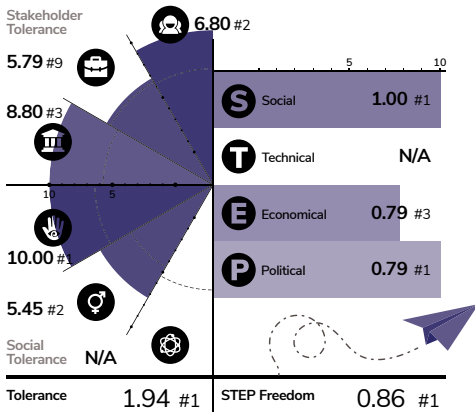 Stakeholder
Tolerance
6.80 #2
5.79 #9
8.80 #3
10 5
10.00 #1
5.45 #2
Social
Tolerance N/A
Tolerance 1.94 #1
5 10
S Social 1.00 #1
T Technical N/A
E Economical 0.79 #3
P Political 0.79 #1
STEP Freedom 0.86 #1